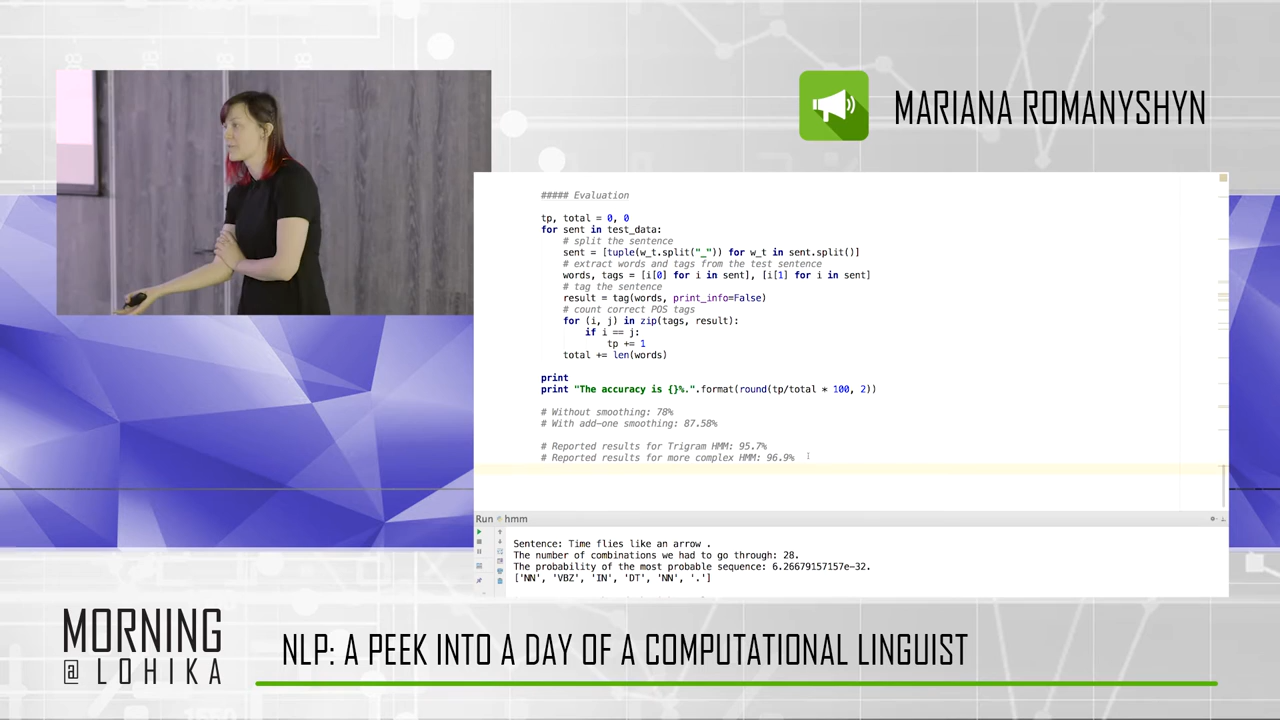 MARIANA ROMANYSHYN
##### Evaluation
tp, total = 0, 0
for sent in test_data:
# split the sentence
sent = [tuple(w_t.split("_")) for w_t in sent.split()]
# extract words and tags from the test sentence
words, tags = [i[0] for i in sent], [i[1] for i in sent]
# tag the sentence
result = tag(words, print_info=False)
# count correct POS tags
for (i, j) in zip(tags, result):
if i == j:
tp += 1
total += len(words)
print
print "The accuracy is {}%.".format(round(tp/total * 100, 2))
# Without smoothing: 78%
# With add-one smoothing: 87.58%
# Reported results for Trigram HMM: 95.7%
# Reported results for more complex HMM: 96.9%
Run hmm
Sentence: Time flies like an arrow .
The number of combinations we had to go through: 28.
The probability of the most probable sequence: 6.26679157157e-32.
['NN', 'VBZ', 'IN', 'DT', 'NN', '.']
MORNING
@ LOHIKA
NLP: A PEEK INTO A DAY OF A COMPUTATIONAL LINGUIST